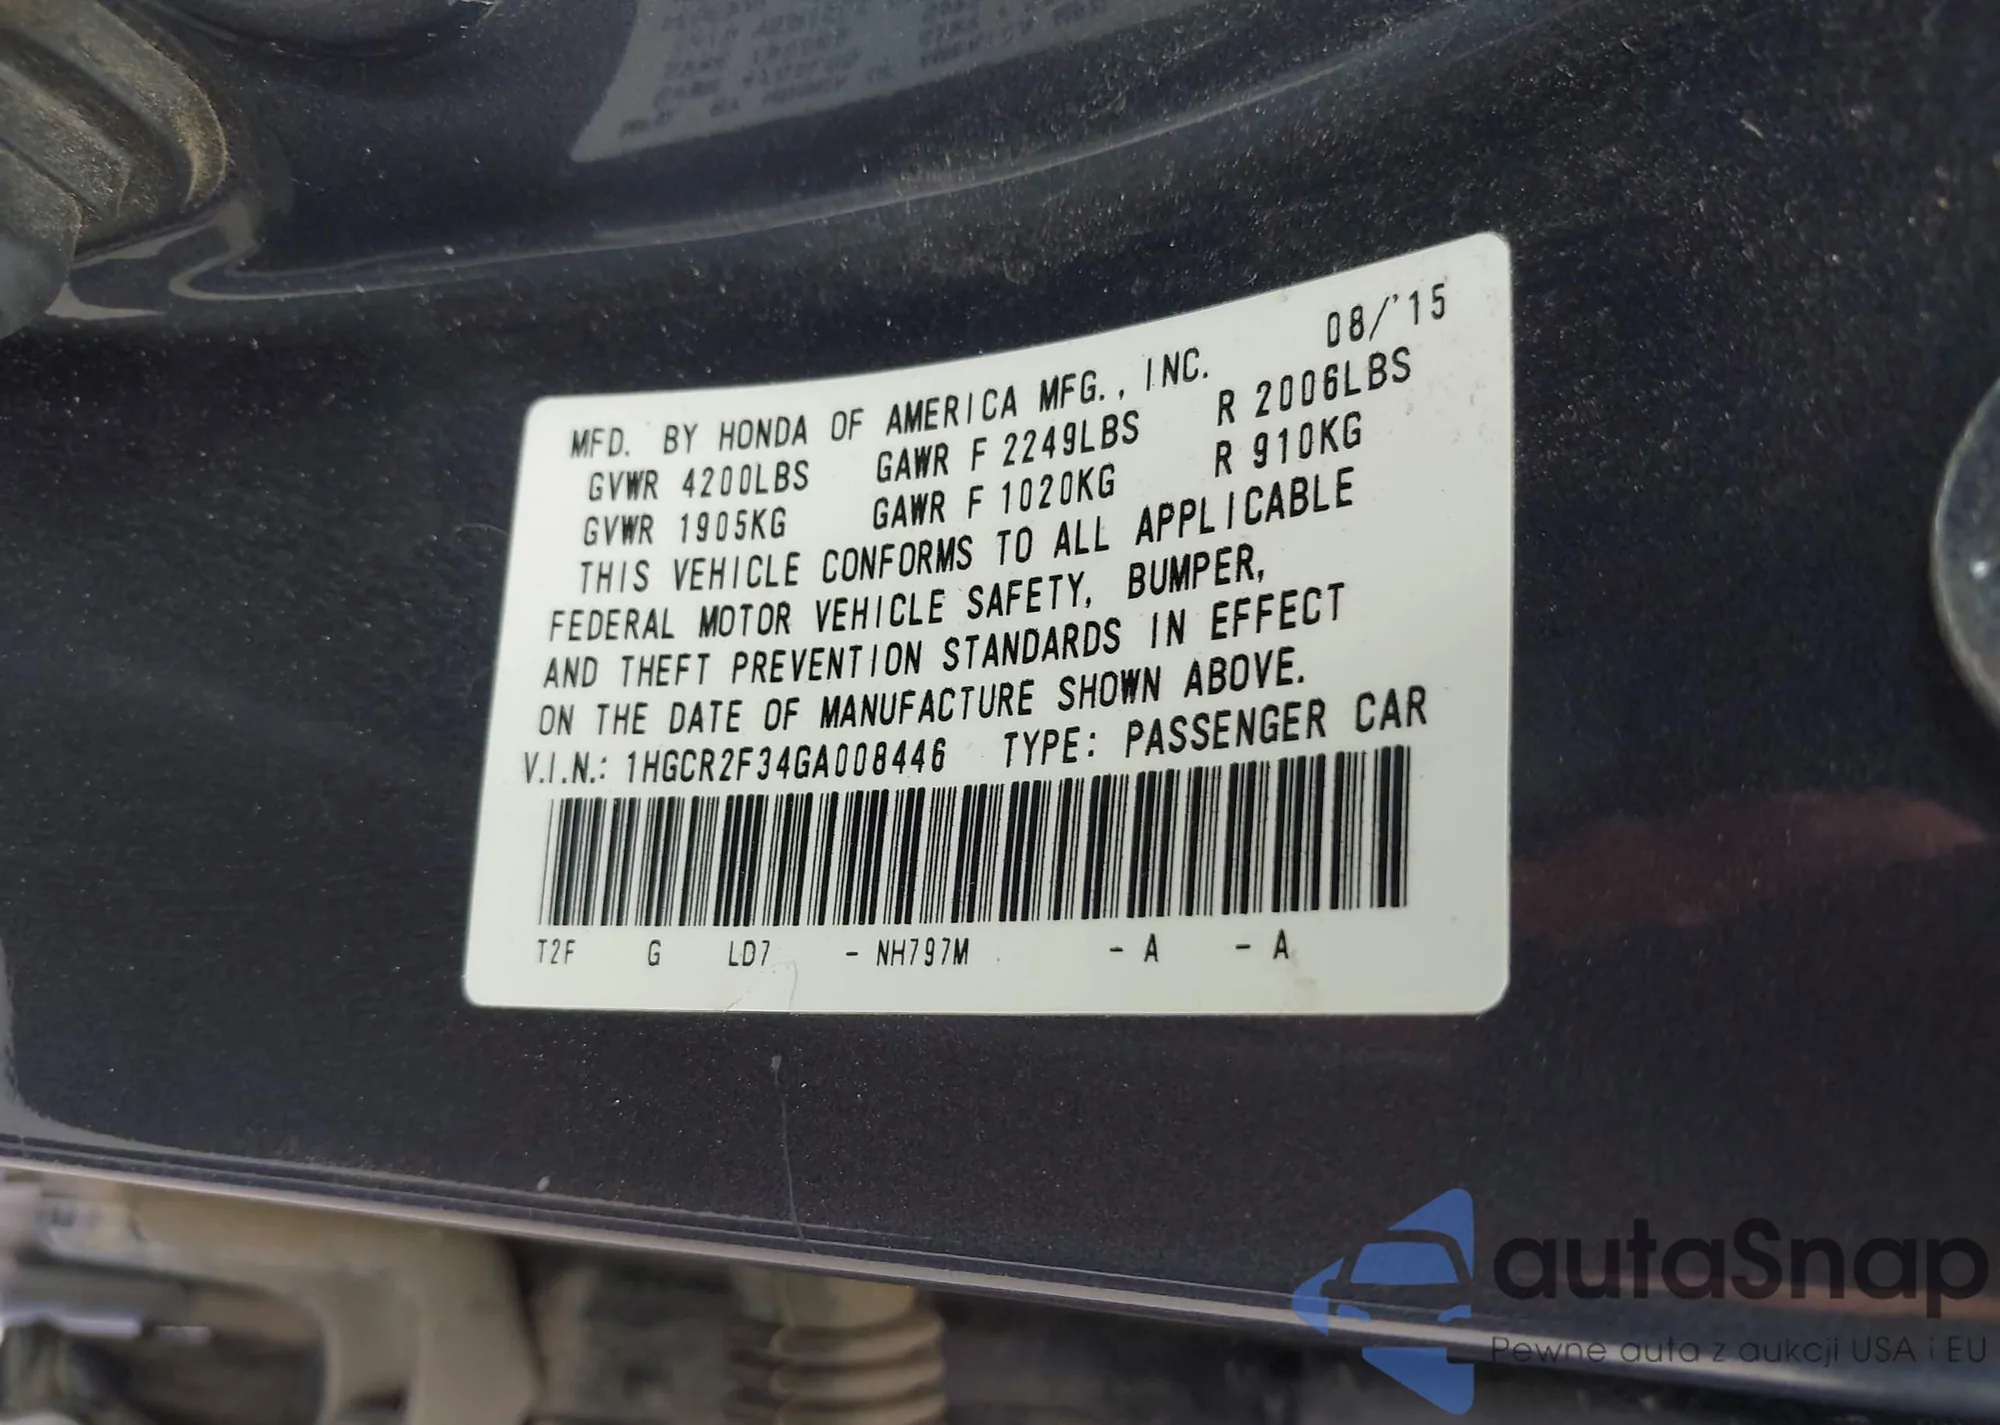 08/'15
MFD. BY HONDA OF AMERICA MFG., INC.
GVWR 4200LBS GAWR F 2249LBS R 2006LBS
GVWR 1905KG GAWR F 1020KG R 910KG
THIS VEHICLE CONFORMS TO ALL APPLICABLE
FEDERAL MOTOR VEHICLE SAFETY, BUMPER,
AND THEFT PREVENTION STANDARDS IN EFFECT
ON THE DATE OF MANUFACTURE SHOWN ABOVE.
V.I.N.: 1HGCR2F34GA008446 TYPE: PASSENGER CAR
T2F G LD7 - NH797M - A - A
autaSnap
Pewne auta z aukcji USA i EU